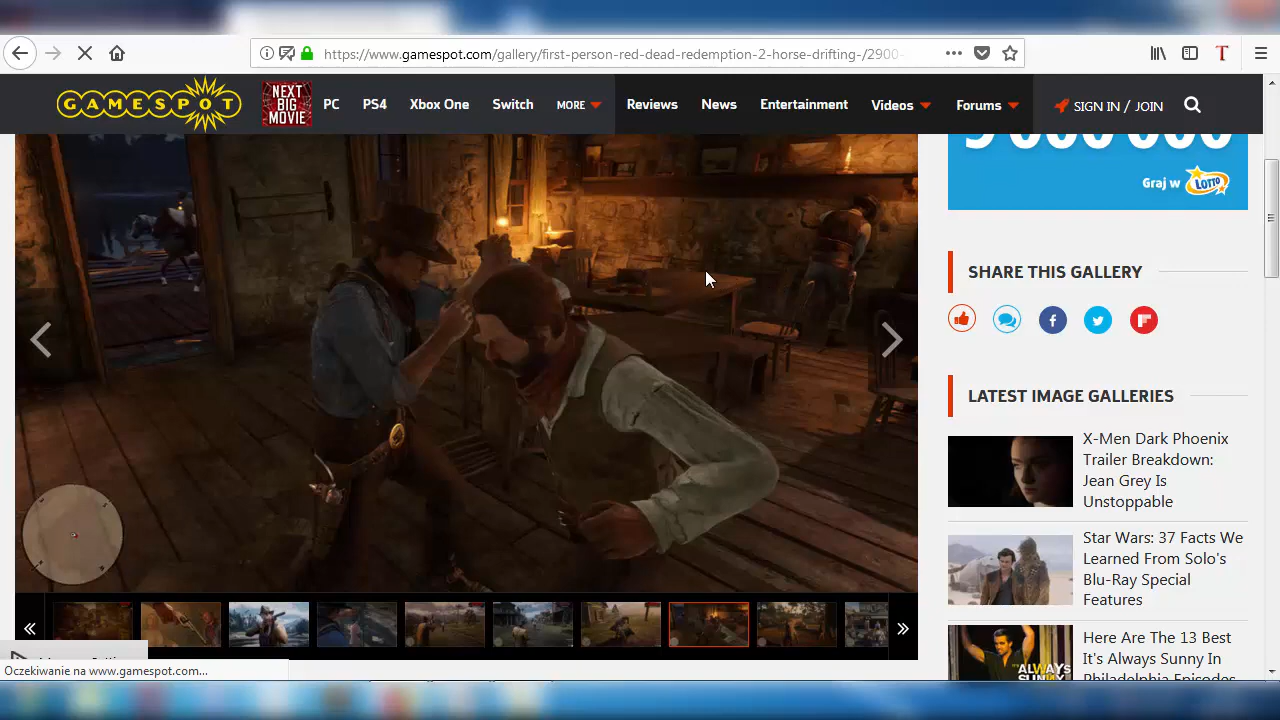 https://www.gamespot.com/gallery/first-person-red-dead-redemption-2-horse-drifting-/2900-
GAMESPOT
NEXT
BIG
MOVIE
PC
PS4
Xbox One
Switch
MORE
Reviews
News
Entertainment
Videos
Forums
SIGN IN / JOIN
Graj w LOTTO
SHARE THIS GALLERY
LATEST IMAGE GALLERIES
X-Men Dark Phoenix
Trailer Breakdown:
Jean Grey Is
Unstoppable
Star Wars: 37 Facts We
Learned From Solo's
Blu-Ray Special
Features
Here Are The 13 Best
It's Always Sunny In
Philadelphia Episodes
Oczekiwanie na www.gamespot.com...